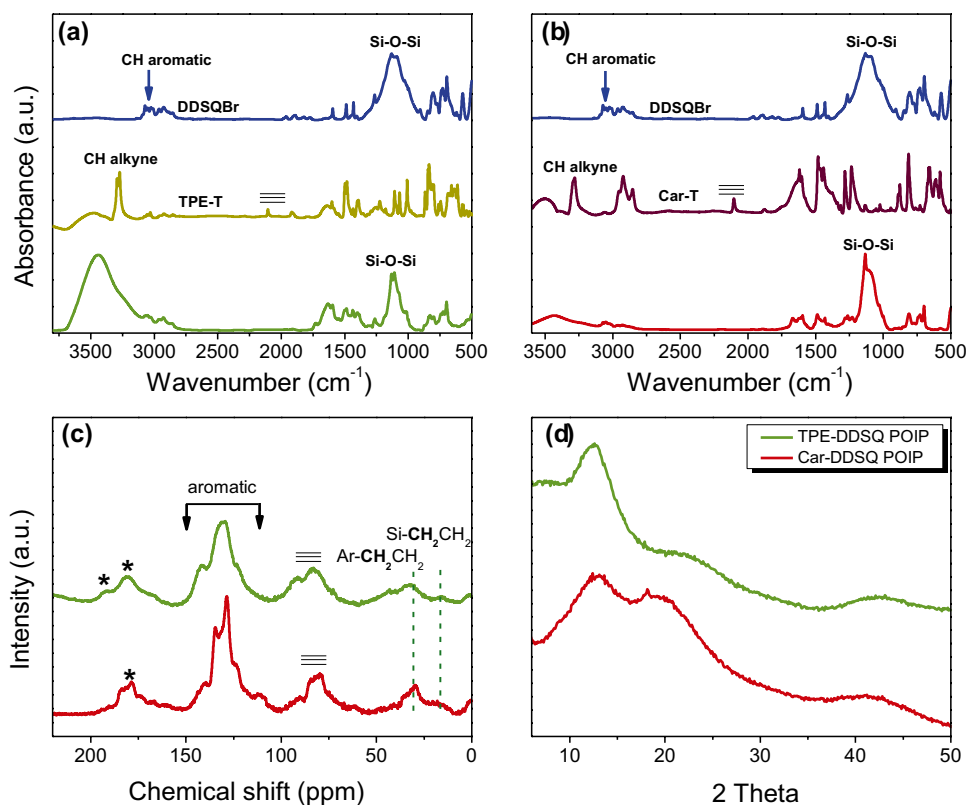 (a)
Si-O-Si
CH aromatic
DDSQBr
CH alkyne
TPE-T
Si-O-Si
Absorbance (a.u.)
3500 3000 2500 2000 1500 1000 500
Wavenumber (cm⁻¹)
(b)
Si-O-Si
CH aromatic
DDSQBr
CH alkyne
Car-T
Si-O-Si
3500 3000 2500 2000 1500 1000 500
Wavenumber (cm⁻¹)
(c)
aromatic
Si-CH₂CH₂
Ar-CH₂CH₂
* *
*
Intensity (a.u.)
200 150 100 50 0
Chemical shift (ppm)
(d)
TPE-DDSQ POIP
Car-DDSQ POIP
10 20 30 40 50
2 Theta